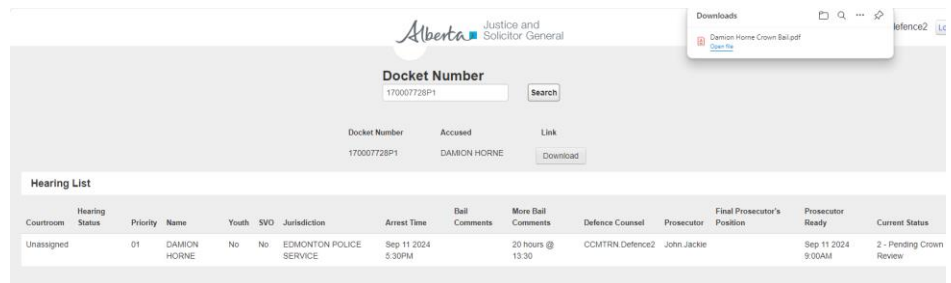 Alberta Justice and
Solicitor General
Downloads
Damion Horne Crown Bail.pdf
Open file
defence2 Lo
Docket Number
170007728P1 Search
Docket Number Accused Link
170007728P1 DAMION HORNE Download
Hearing List
Courtroom Hearing Status Priority Name Youth SVO Jurisdiction Arrest Time Bail Comments More Bail Comments Defence Counsel Prosecutor Final Prosecutor's Position Prosecutor Ready Current Status
Unassigned 01 DAMION HORNE No No EDMONTON POLICE SERVICE Sep 11 2024 5:30PM 20 hours @ 13:30 CCMTRN.Defence2 John.Jackie Sep 11 2024 9:00AM 2 - Pending Crown Review